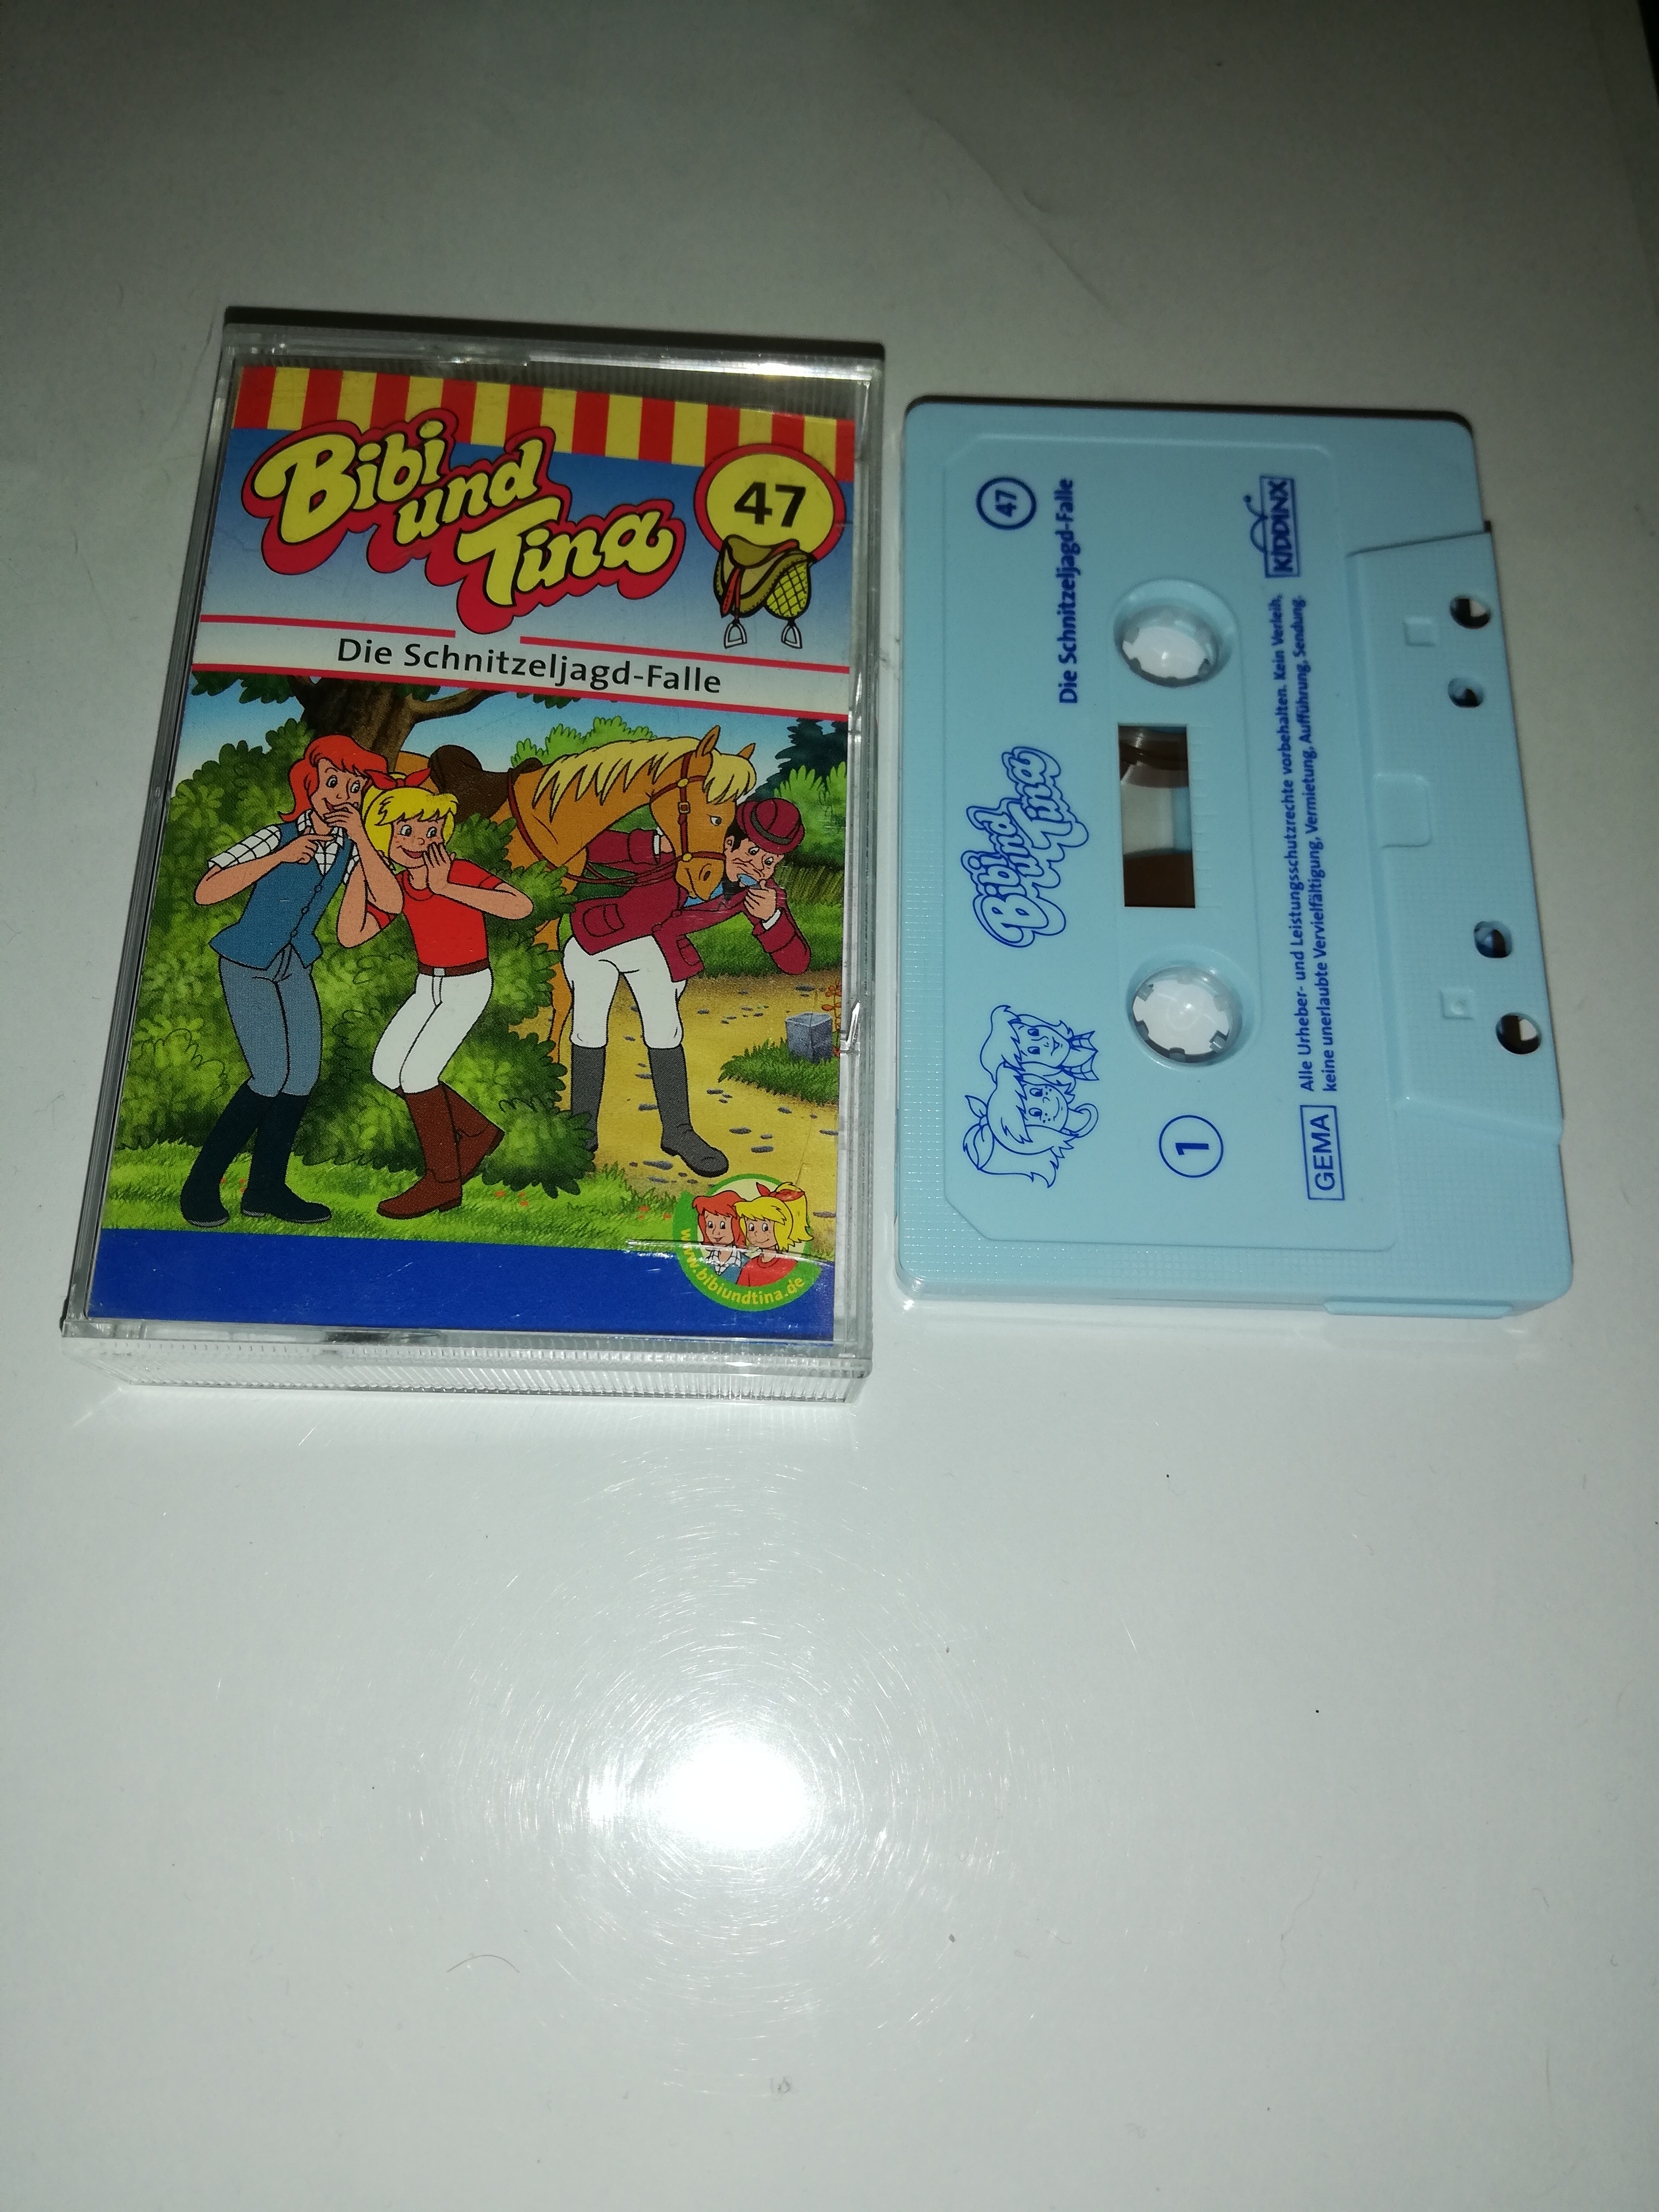 Bibi
und
Tina
47
Die Schnitzeljagd-Falle
www.bibiundtina.de
47
Die Schnitzeljagd-Falle
Bibi und
Tina
1
KIDDINX
GEMA
Alle Urheber- und Leistungsschutzrechte vorbehalten. Kein Verleih,
keine unerlaubte Vervielfältigung, Vermietung, Aufführung, Sendung.